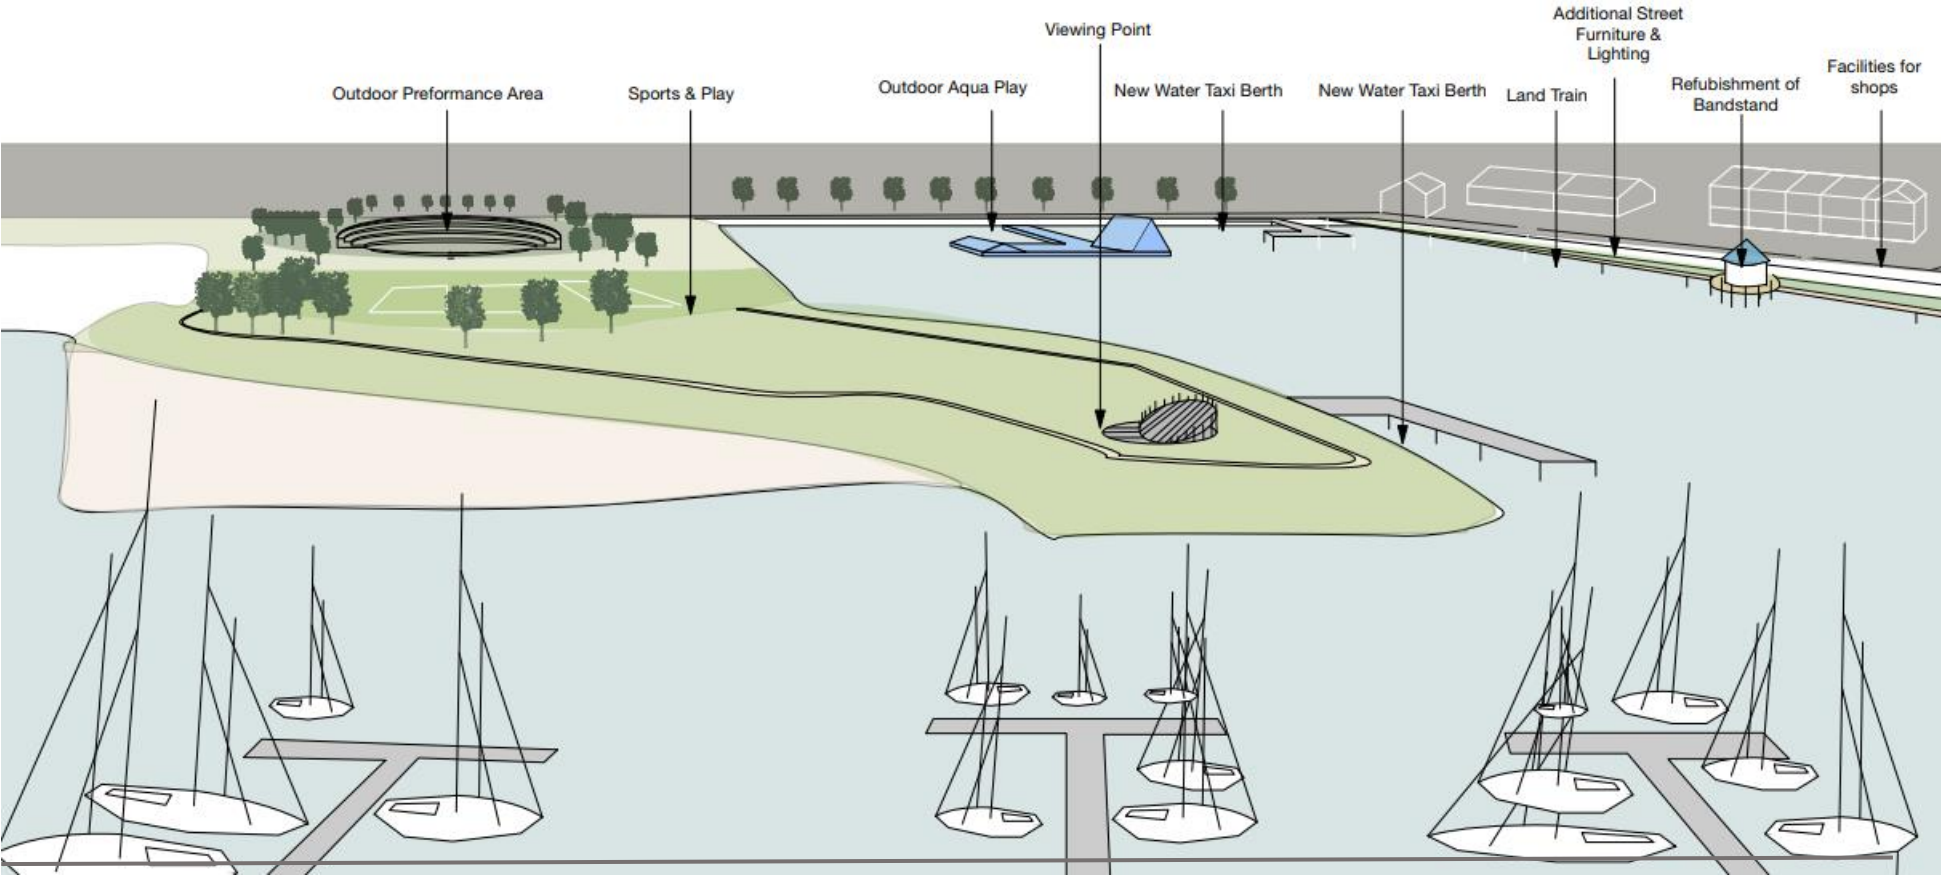 Additional Street
Furniture &
Lighting
Viewing Point
Facilities for
shops
Outdoor Preformance Area
Sports & Play
Outdoor Aqua Play
New Water Taxi Berth
New Water Taxi Berth
Land Train
Refubishment of
Bandstand